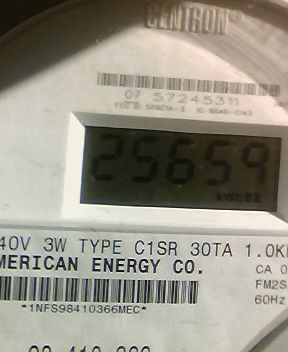 CENTRON®
07 57245311
25659
kWh
40V 3W TYPE C1SR 30TA 1.0K
MERICAN ENERGY CO.
CA 0
FM2S
60Hz
*1NFS98410366MEC*